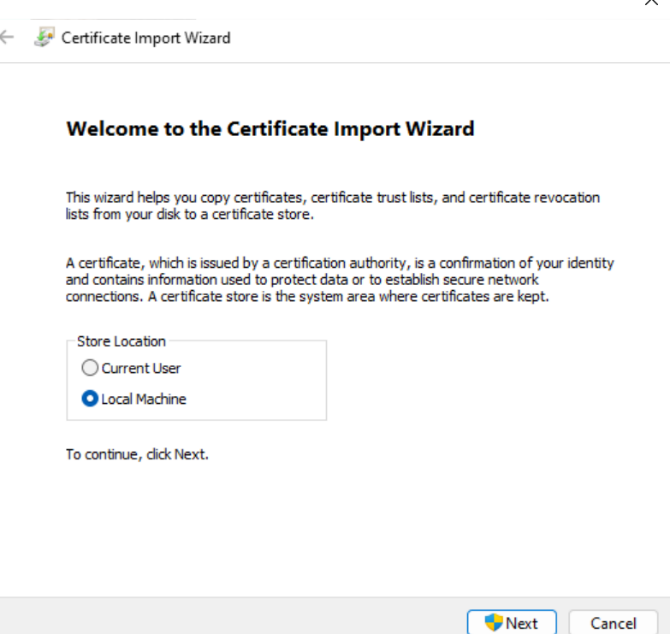 Certificate Import Wizard
Welcome to the Certificate Import Wizard
This wizard helps you copy certificates, certificate trust lists, and certificate revocation
lists from your disk to a certificate store.
A certificate, which is issued by a certification authority, is a confirmation of your identity
and contains information used to protect data or to establish secure network
connections. A certificate store is the system area where certificates are kept.
Store Location
Current User
Local Machine
To continue, click Next.
Next
Cancel